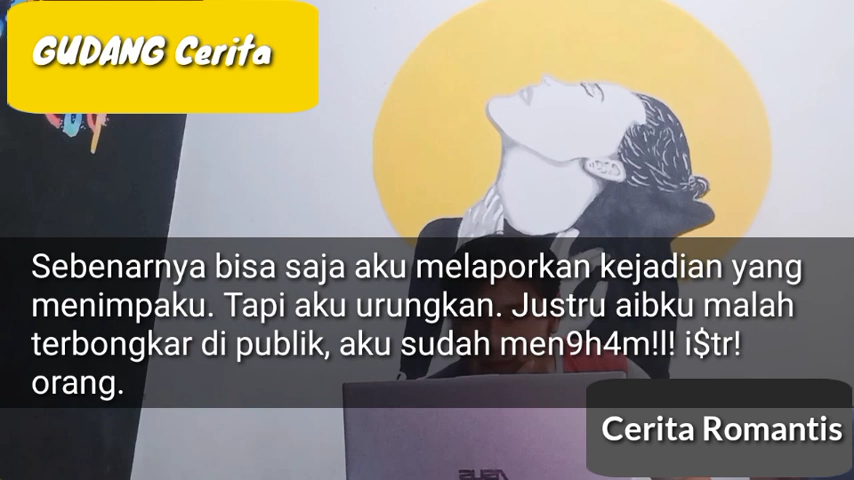 GUDANG Cerita
Sebenarnya bisa saja aku melaporkan kejadian yang
menimpaku. Tapi aku urungkan. Justru aibku malah
terbongkar di publik, aku sudah men9h4m!l! i$tr!
orang.
Cerita Romantis